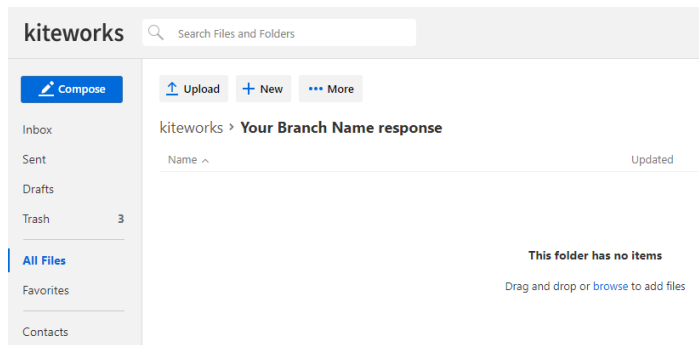 kiteworks
Search Files and Folders
Compose
Upload
New
More
Inbox
Sent
Drafts
Trash 3
All Files
Favorites
Contacts
kiteworks > Your Branch Name response
Name Updated
This folder has no items
Drag and drop or browse to add files